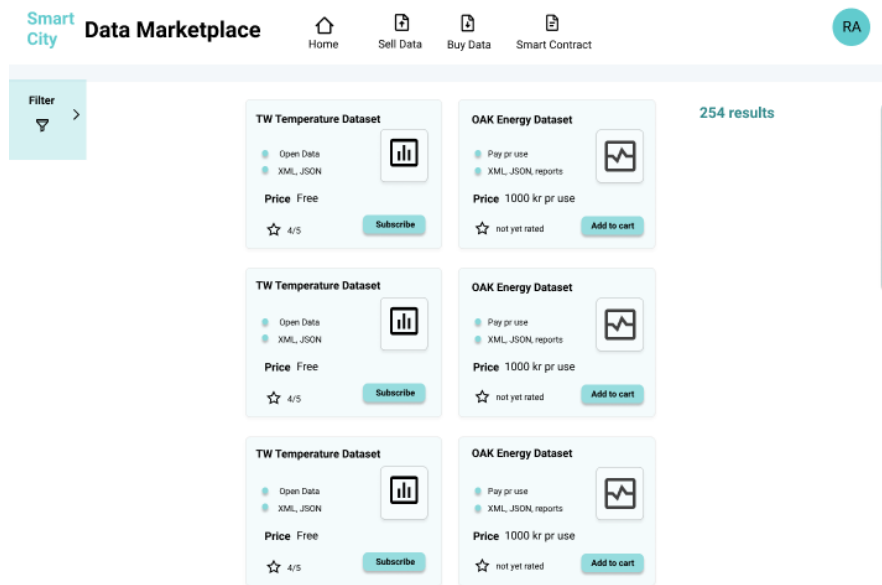 Smart City
Data Marketplace
Home
Sell Data
Buy Data
Smart Contract
RA
Filter
254 results
TW Temperature Dataset
Open Data
XML, JSON
Price Free
4/5
Subscribe
OAK Energy Dataset
Pay pr use
XML, JSON, reports
Price 1000 kr pr use
not yet rated
Add to cart
TW Temperature Dataset
Open Data
XML, JSON
Price Free
4/5
Subscribe
OAK Energy Dataset
Pay pr use
XML, JSON, reports
Price 1000 kr pr use
not yet rated
Add to cart
TW Temperature Dataset
Open Data
XML, JSON
Price Free
4/5
Subscribe
OAK Energy Dataset
Pay pr use
XML, JSON, reports
Price 1000 kr pr use
not yet rated
Add to cart